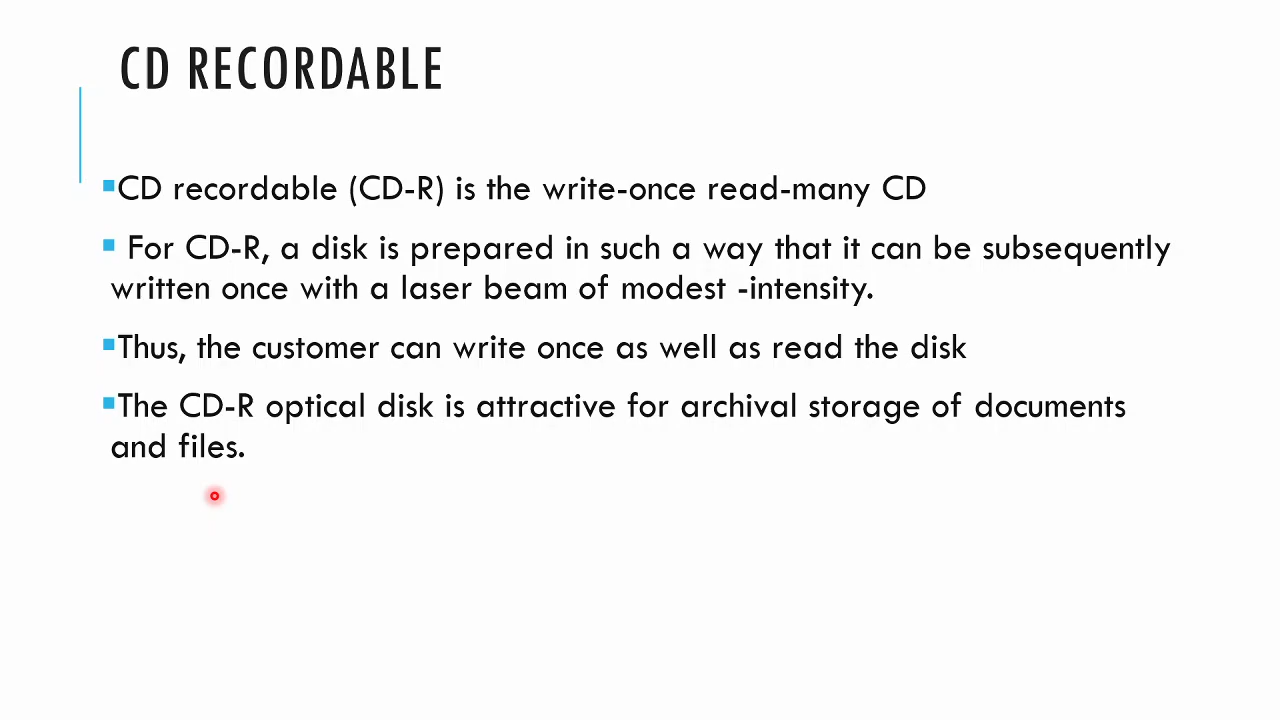 CD RECORDABLE
CD recordable (CD-R) is the write-once read-many CD
For CD-R, a disk is prepared in such a way that it can be subsequently
written once with a laser beam of modest -intensity.
Thus, the customer can write once as well as read the disk
The CD-R optical disk is attractive for archival storage of documents
and files.